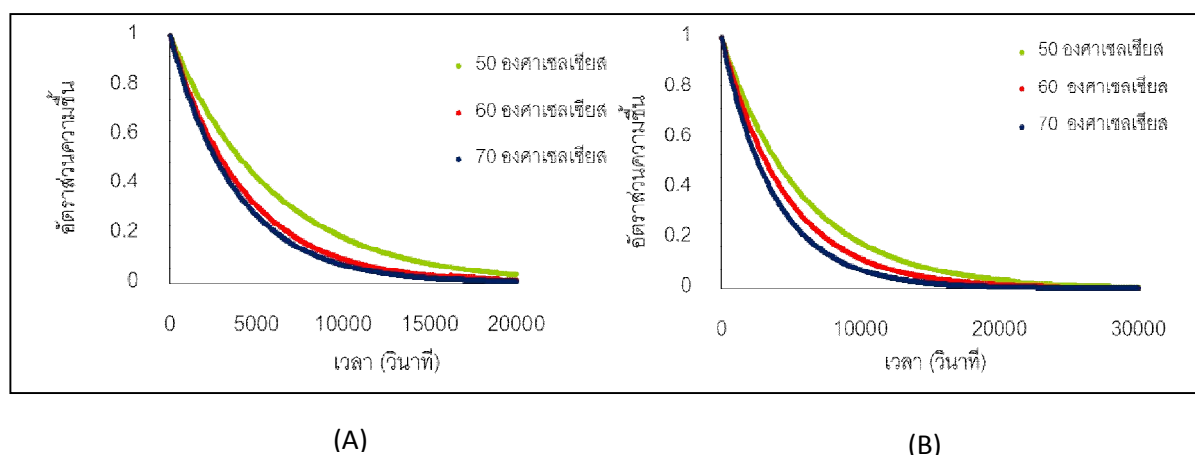 อัตราส่วนความชื้น
1
0.8
0.6
0.4
0.2
0
50 องศาเซลเซียส
60 องศาเซลเซียส
70 องศาเซลเซียส
0 5000 10000 15000 20000
เวลา (วินาที)
(A)
อัตราส่วนความชื้น
1
0.8
0.6
0.4
0.2
0
50 องศาเซลเซียส
60 องศาเซลเซียส
70 องศาเซลเซียส
0 10000 20000 30000
เวลา (วินาที)
(B)